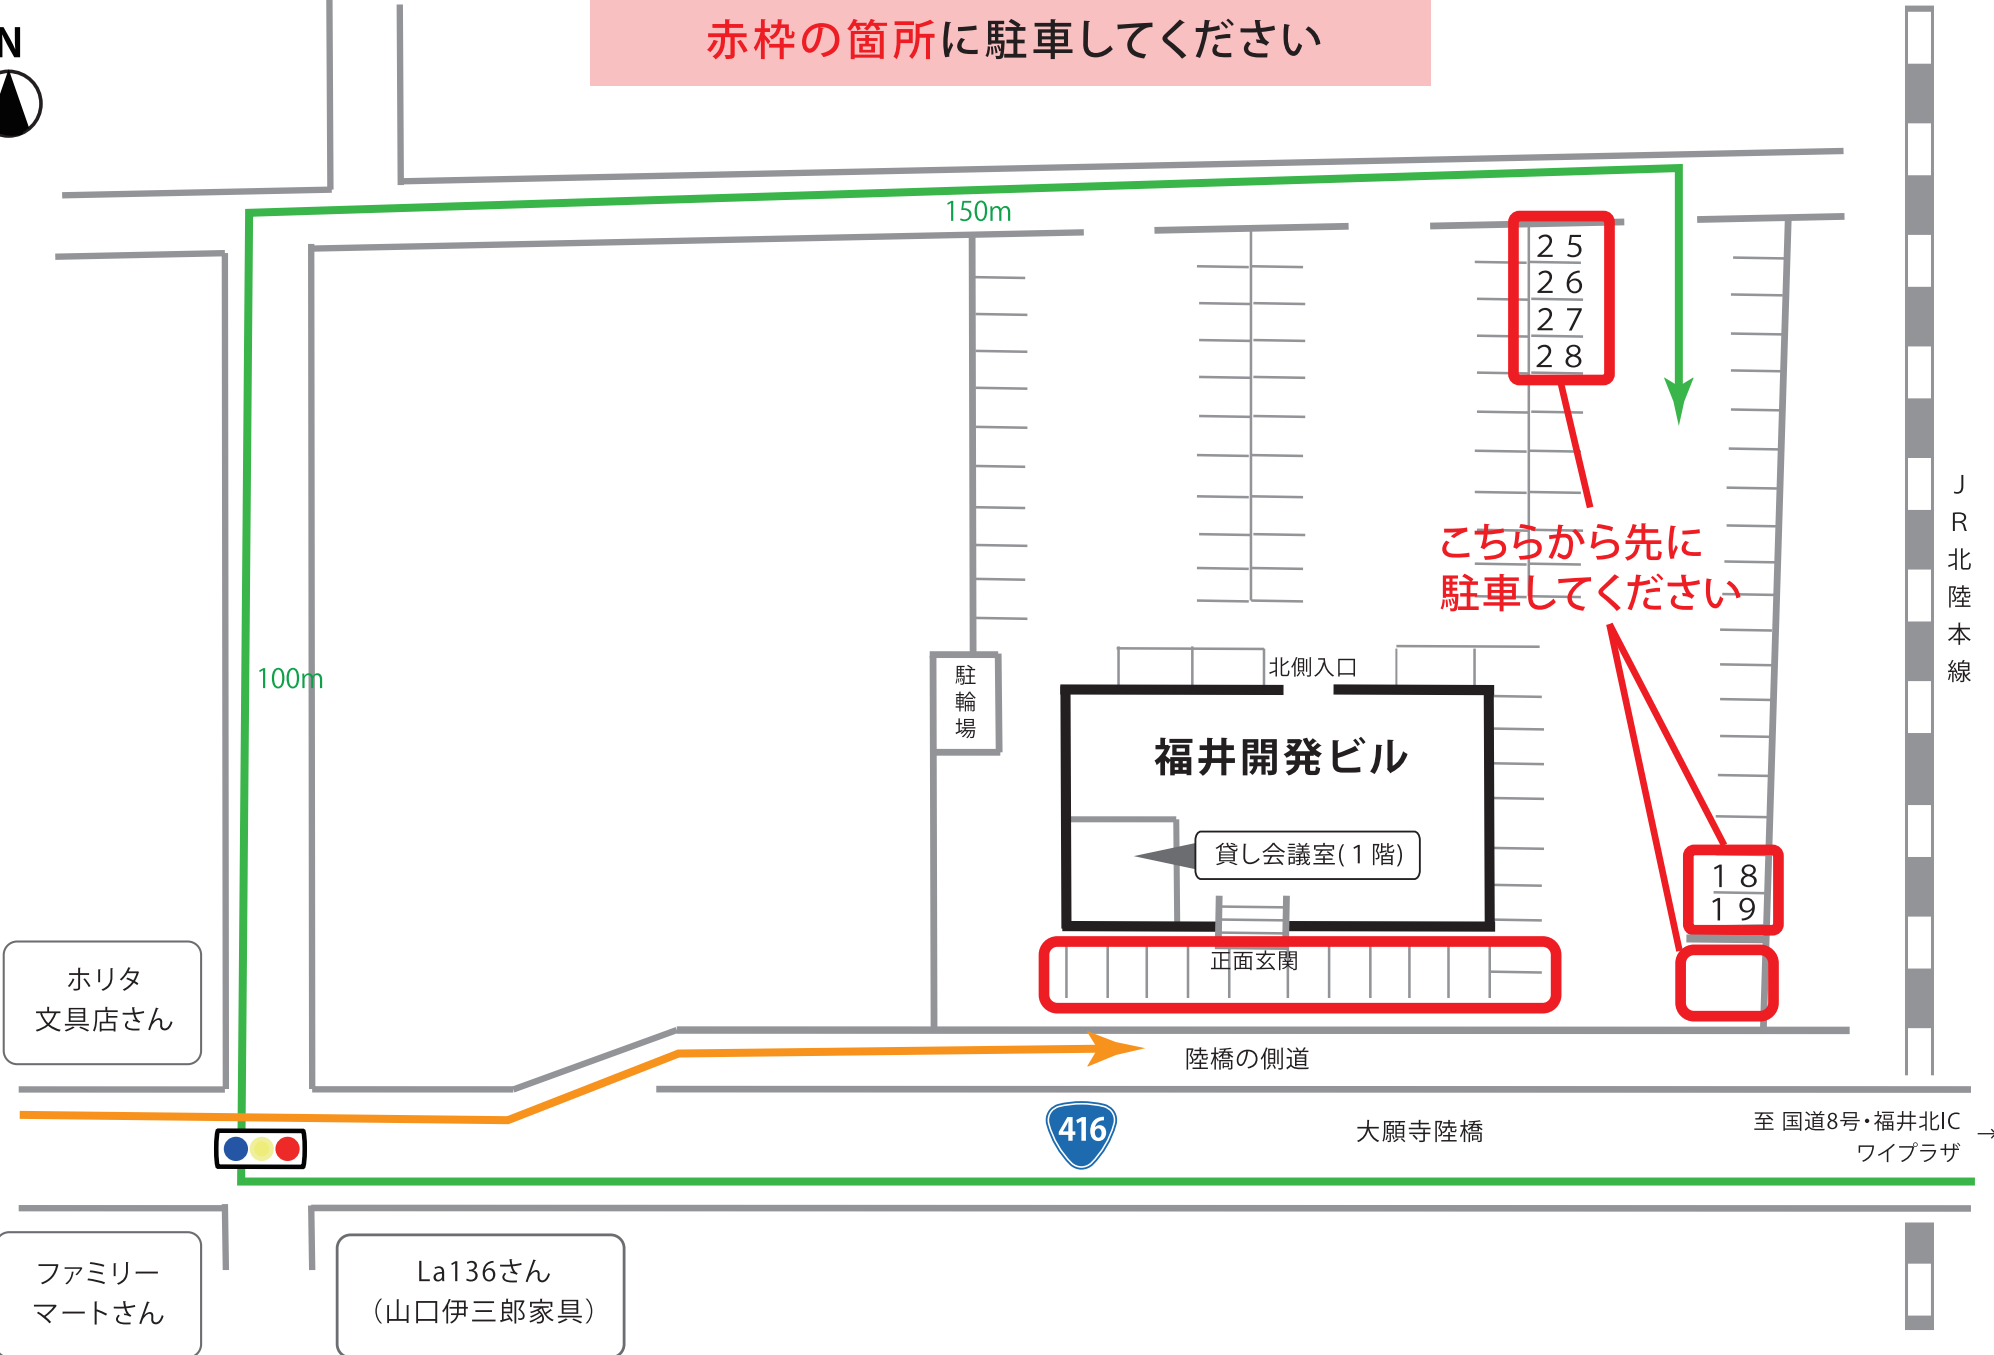 赤枠の箇所に駐車してください
N
150m
25
26
27
28
こちらから先に
駐車してください
JR北陸本線
100m
駐輪場
北側入口
福井開発ビル
貸し会議室(1階)
18
19
正面玄関
ホリタ
文具店さん
陸橋の側道
416
大願寺陸橋
至 国道8号・福井北IC →
ワイプラザ
ファミリー
マートさん
La136さん
（山口伊三郎家具）